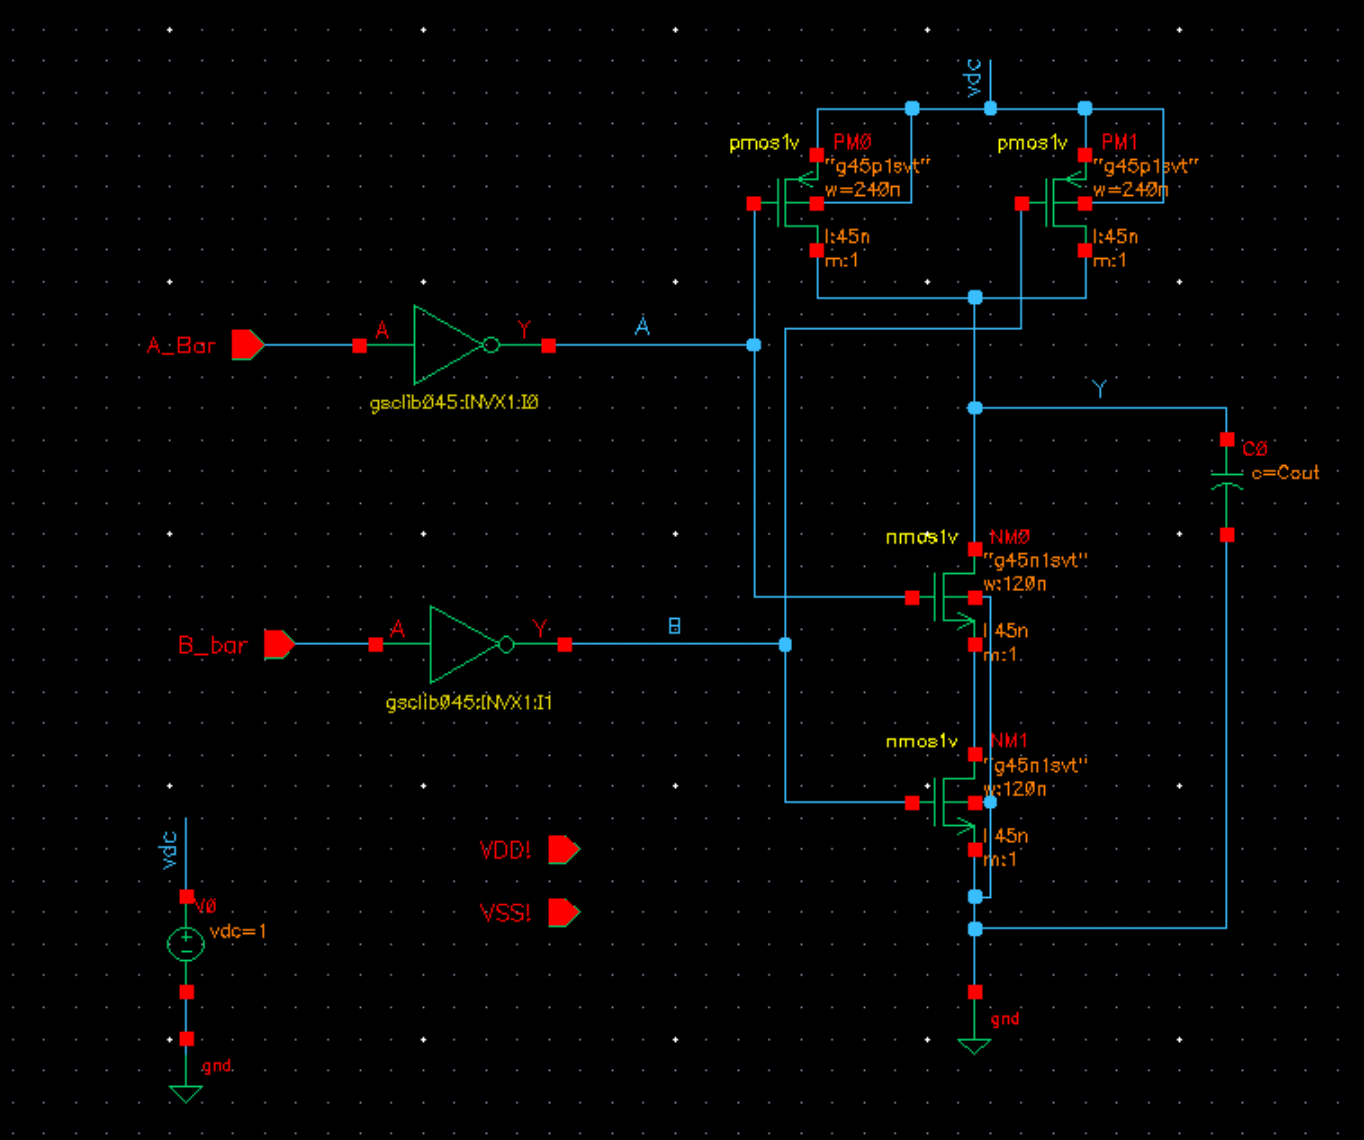 vdc
pmos1v
PM0
"g45p1svt"
w=240n
l:45n
m:1
pmos1v
PM1
"g45p1svt"
w=240n
l:45n
m:1
A_Bar
A
Y
A
gsclib045:INVX1:I0
Y
C0
c=Cout
nmos1v
NM0
"g45n1svt"
w:120n
l:45n
m:1
B_bar
A
Y
B
gsclib045:INVX1:I1
nmos1v
NM1
"g45n1svt"
w:120n
l:45n
m:1
vdc
V0
vdc=1
gnd
VDD!
VSS!
gnd